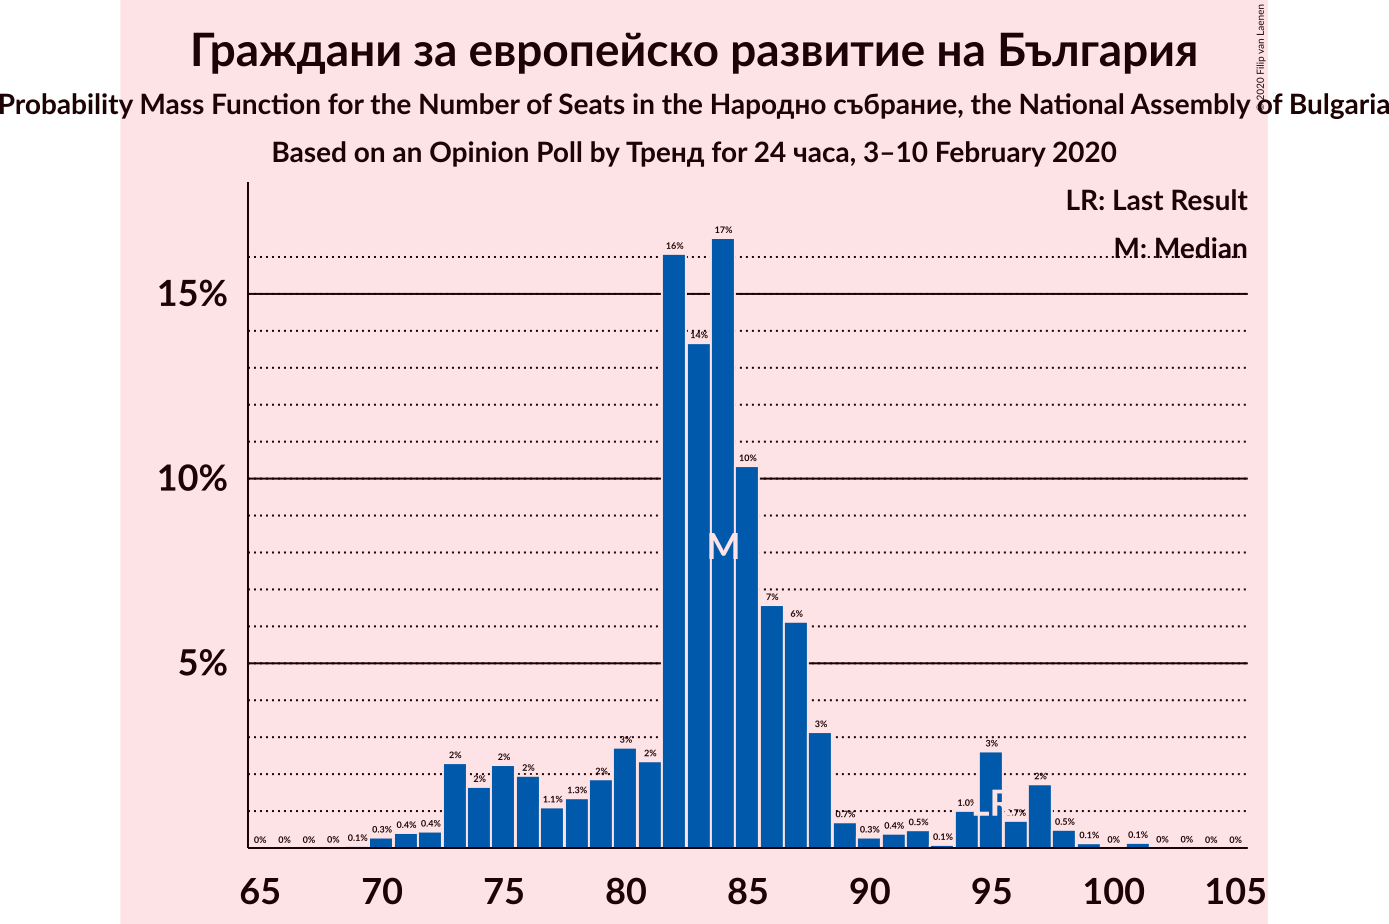 Граждани за европейско развитие на България
© 2020 Filip van Laenen
Probability Mass Function for the Number of Seats in the Народно събрание, the National Assembly of Bulgaria
Based on an Opinion Poll by Тренд for 24 часа, 3–10 February 2020
LR: Last Result
M: Median
15%
10%
5%
0% 0% 0% 0% 0.1% 0.3% 0.4% 0.4% 2% 2% 2% 2% 1.1% 1.3% 2% 3% 2% 16% 14% 17% 10% 7% 6% 3% 0.7% 0.3% 0.4% 0.5% 0.1% 1.0% 3% 0.7% 2% 0.5% 0.1% 0% 0.1% 0% 0% 0% 0%
M
LR
65 70 75 80 85 90 95 100 105